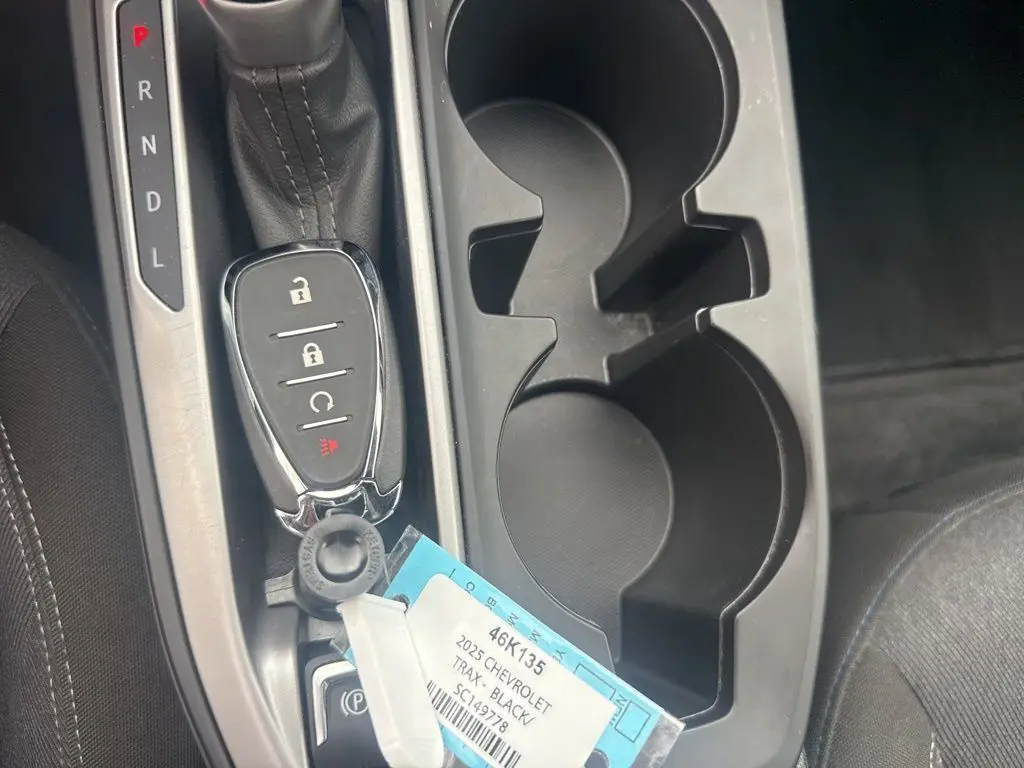 P
R
N
D
L
46K135
2025 CHEVROLET
TRAX- BLACK/
SC149778
(P)